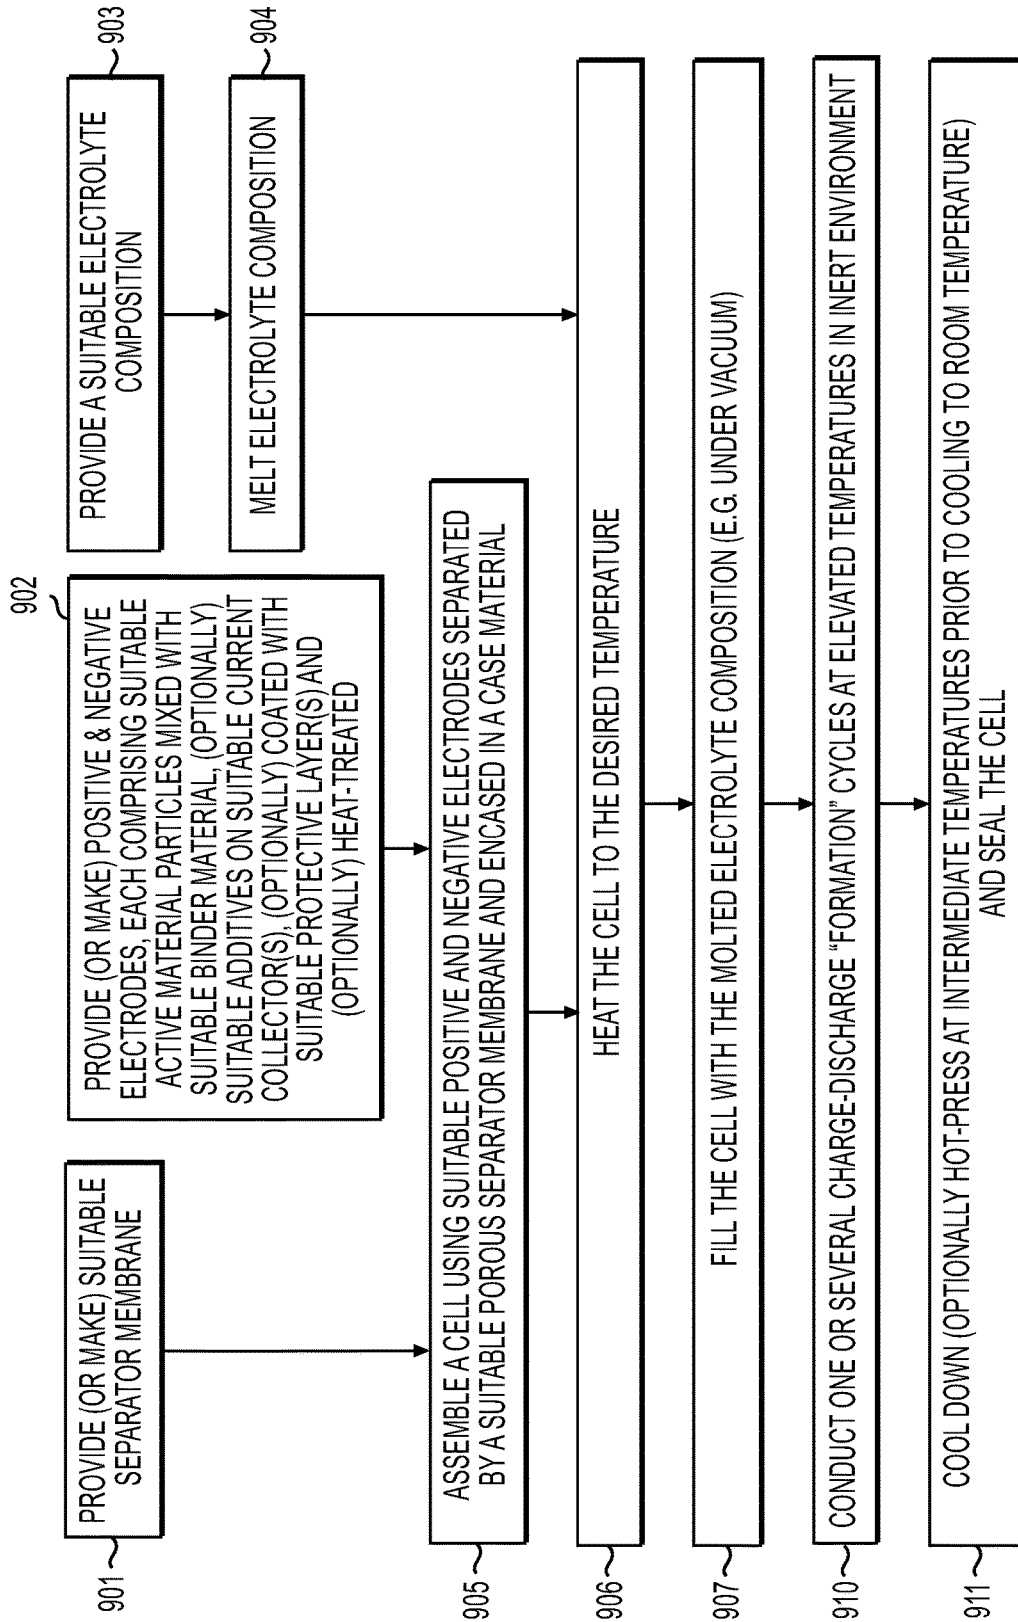 901
PROVIDE (OR MAKE) SUITABLE
SEPARATOR MEMBRANE
902
PROVIDE (OR MAKE) POSITIVE & NEGATIVE
ELECTRODES, EACH COMPRISING SUITABLE
ACTIVE MATERIAL PARTICLES MIXED WITH
SUITABLE BINDER MATERIAL, (OPTIONALLY)
SUITABLE ADDITIVES ON SUITABLE CURRENT
COLLECTOR(S), (OPTIONALLY) COATED WITH
SUITABLE PROTECTIVE LAYER(S) AND
(OPTIONALLY) HEAT-TREATED
903
PROVIDE A SUITABLE ELECTROLYTE
COMPOSITION
904
MELT ELECTROLYTE COMPOSITION
905
ASSEMBLE A CELL USING SUITABLE POSITIVE AND NEGATIVE ELECTRODES SEPARATED
BY A SUITABLE POROUS SEPARATOR MEMBRANE AND ENCASED IN A CASE MATERIAL
906
HEAT THE CELL TO THE DESIRED TEMPERATURE
907
FILL THE CELL WITH THE MOLTED ELECTROLYTE COMPOSITION (E.G. UNDER VACUUM)
910
CONDUCT ONE OR SEVERAL CHARGE-DISCHARGE “FORMATION” CYCLES AT ELEVATED TEMPERATURES IN INERT ENVIRONMENT
911
COOL DOWN (OPTIONALLY HOT-PRESS AT INTERMEDIATE TEMPERATURES PRIOR TO COOLING TO ROOM TEMPERATURE)
AND SEAL THE CELL